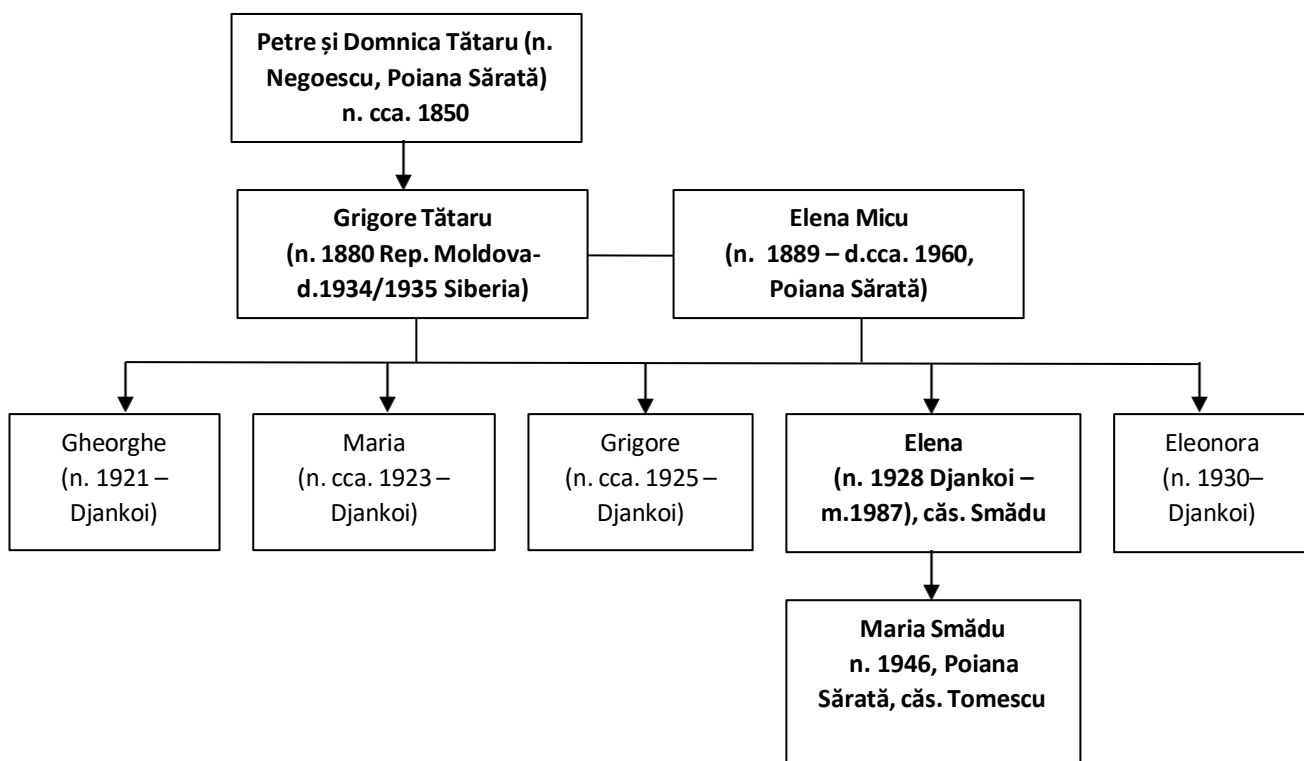 Petre și Domnica Tătaru (n.
Negoescu, Poiana Sărată)
n. cca. 1850
Grigore Tătaru
(n. 1880 Rep. Moldova-
d.1934/1935 Siberia)
Elena Micu
(n.  1889 – d.cca. 1960,
Poiana Sărată)
Gheorghe
(n. 1921 –
Djankoi)
Maria
(n. cca. 1923 –
Djankoi)
Grigore
(n. cca. 1925 –
Djankoi)
Elena
(n. 1928 Djankoi –
m.1987), căs. Smădu
Eleonora
(n. 1930–
Djankoi)
Maria Smădu
n. 1946, Poiana
Sărată, căs. Tomescu